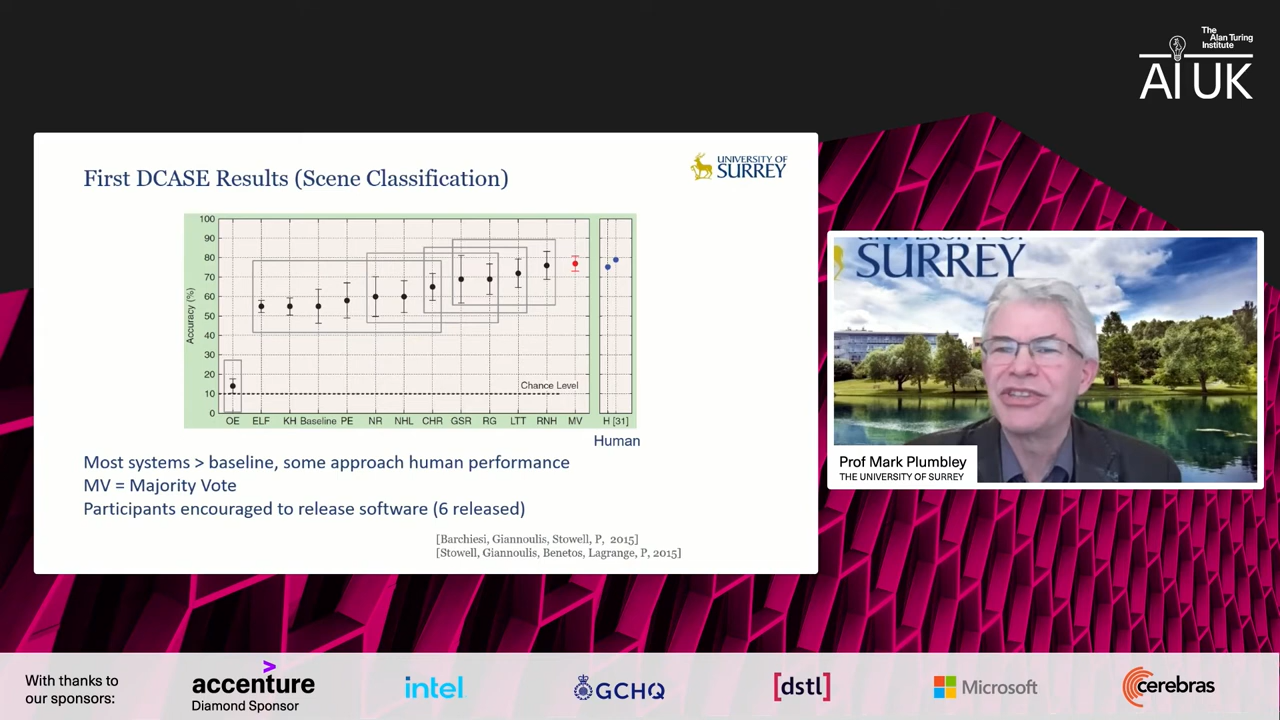 The
Alan Turing
Institute
AI UK
First DCASE Results (Scene Classification)
UNIVERSITY OF
SURREY
100
90
80
70
60
50
40
30
20
10
0
Accuracy (%)
Chance Level
OE ELF KH Baseline PE NR NHL CHR GSR RG LTT RNH MV H [31]
Human
Most systems > baseline, some approach human performance
MV = Majority Vote
Participants encouraged to release software (6 released)
[Barchiesi, Giannoulis, Stowell, P, 2015]
[Stowell, Giannoulis, Benetos, Lagrange, P, 2015]
UNIVERSITY OF
SURREY
Prof Mark Plumbley
THE UNIVERSITY OF SURREY
With thanks to
our sponsors:
accenture
Diamond Sponsor
intel
GCHQ
[dstl]
Microsoft
cerebras